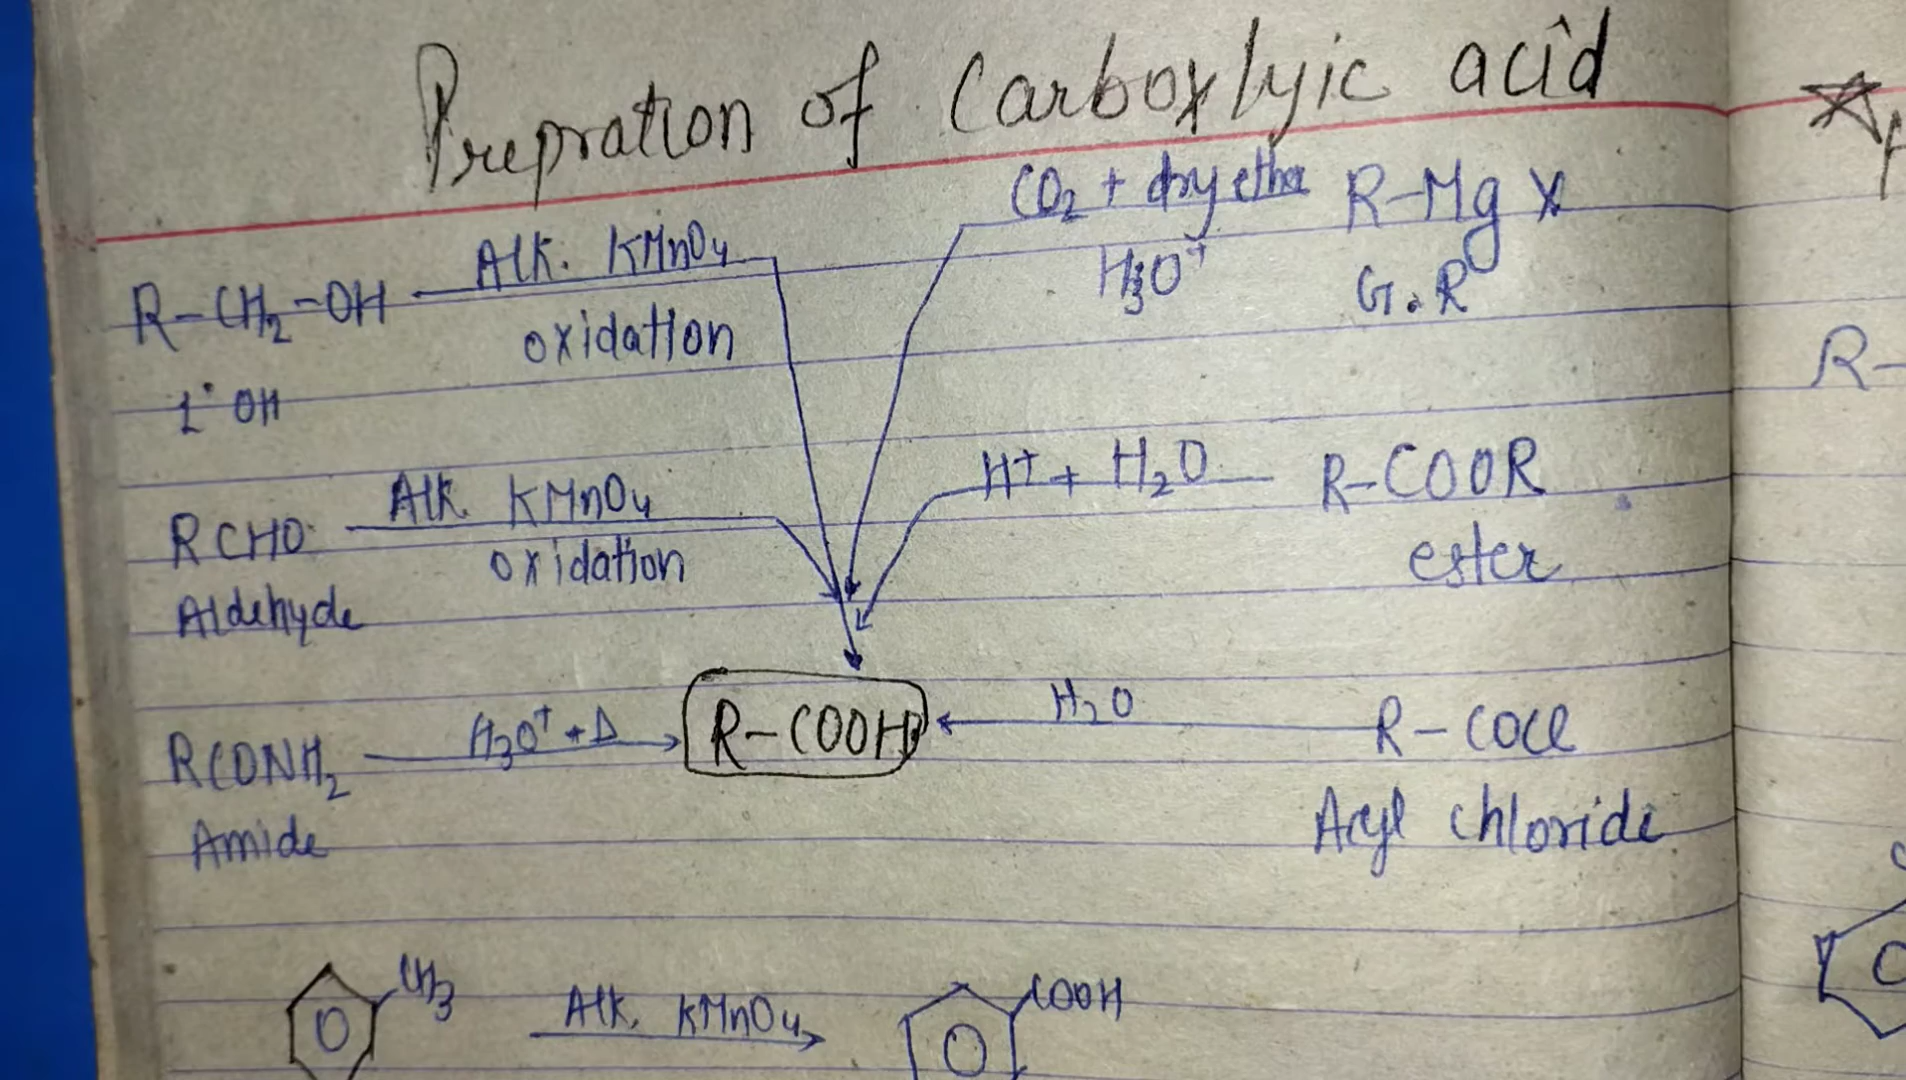 Prepration of Carboxlyic acid
CO2 + dry ether R-Mg X
H3O+ G.R
R-CH2-OH Alk. KMnO4
oxidation
1° OH
H+ + H2O R-COOR
ester
RCHO Alk. KMnO4
oxidation
Aldehyde
RCONH2 H3O+ + Δ R-COOH H2O R-COCl
Amide Acyl chloride
CH3 Alk. KMnO4 COOH
R-